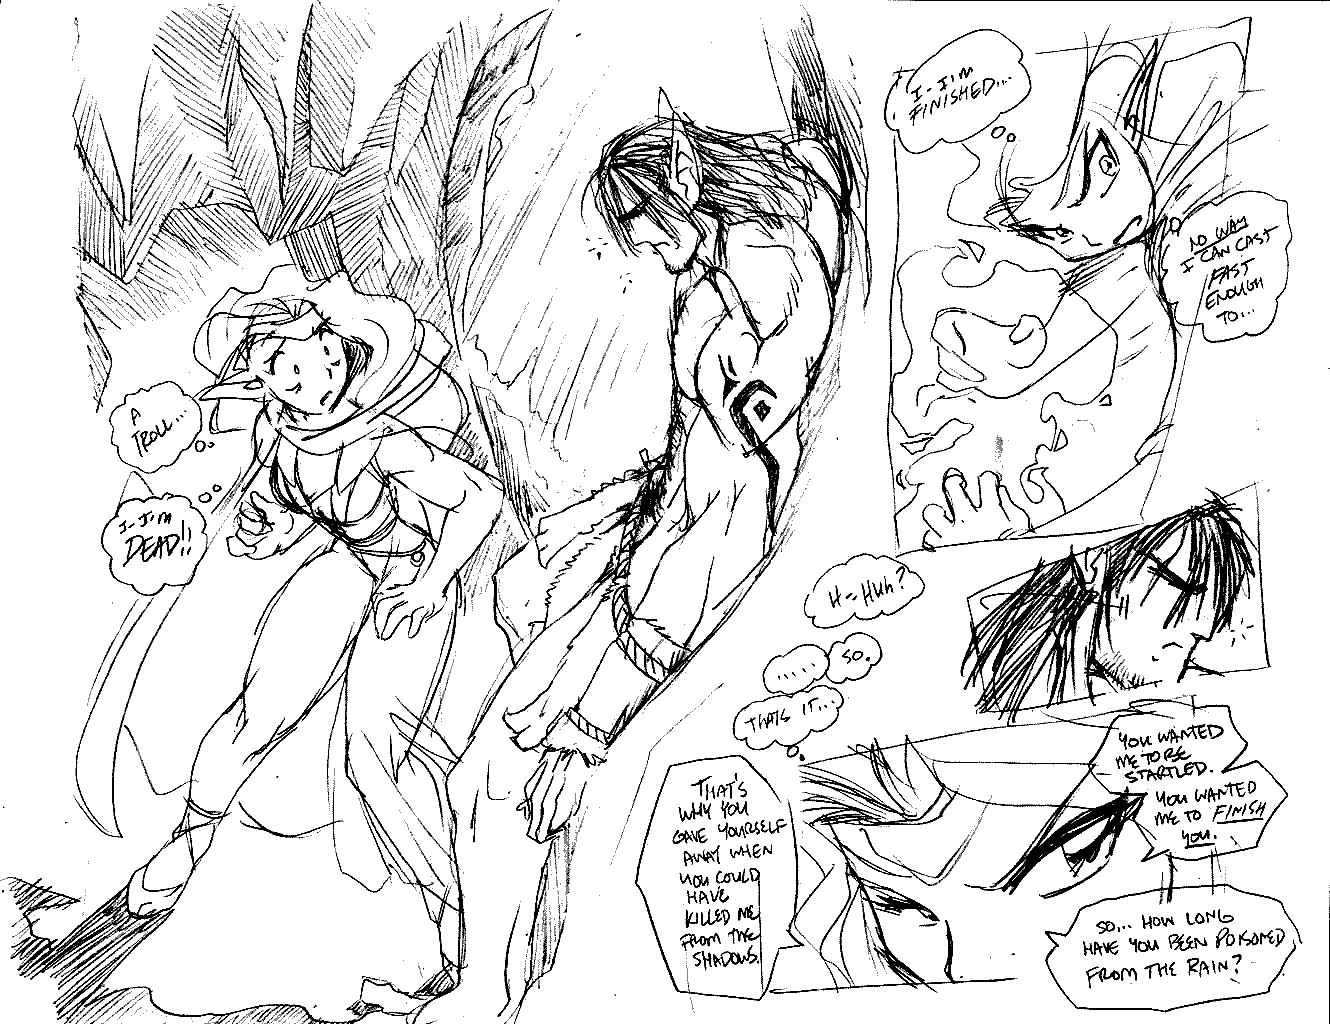 A
TROLL...
I-I'M
DEAD!!
I-I'M
FINISHED...
NO WAY
I CAN CAST
FAST
ENOUGH
TO...
H--HUH?
.....
SO.
THAT'S IT...
THAT'S
WHY YOU
GAVE YOURSELF
AWAY WHEN
YOU COULD
HAVE
KILLED ME
FROM THE
SHADOWS.
YOU WANTED
ME TO BE
STARTLED.
YOU WANTED
ME TO FINISH
YOU.
SO... HOW LONG
HAVE YOU BEEN POISONED
FROM THE RAIN?